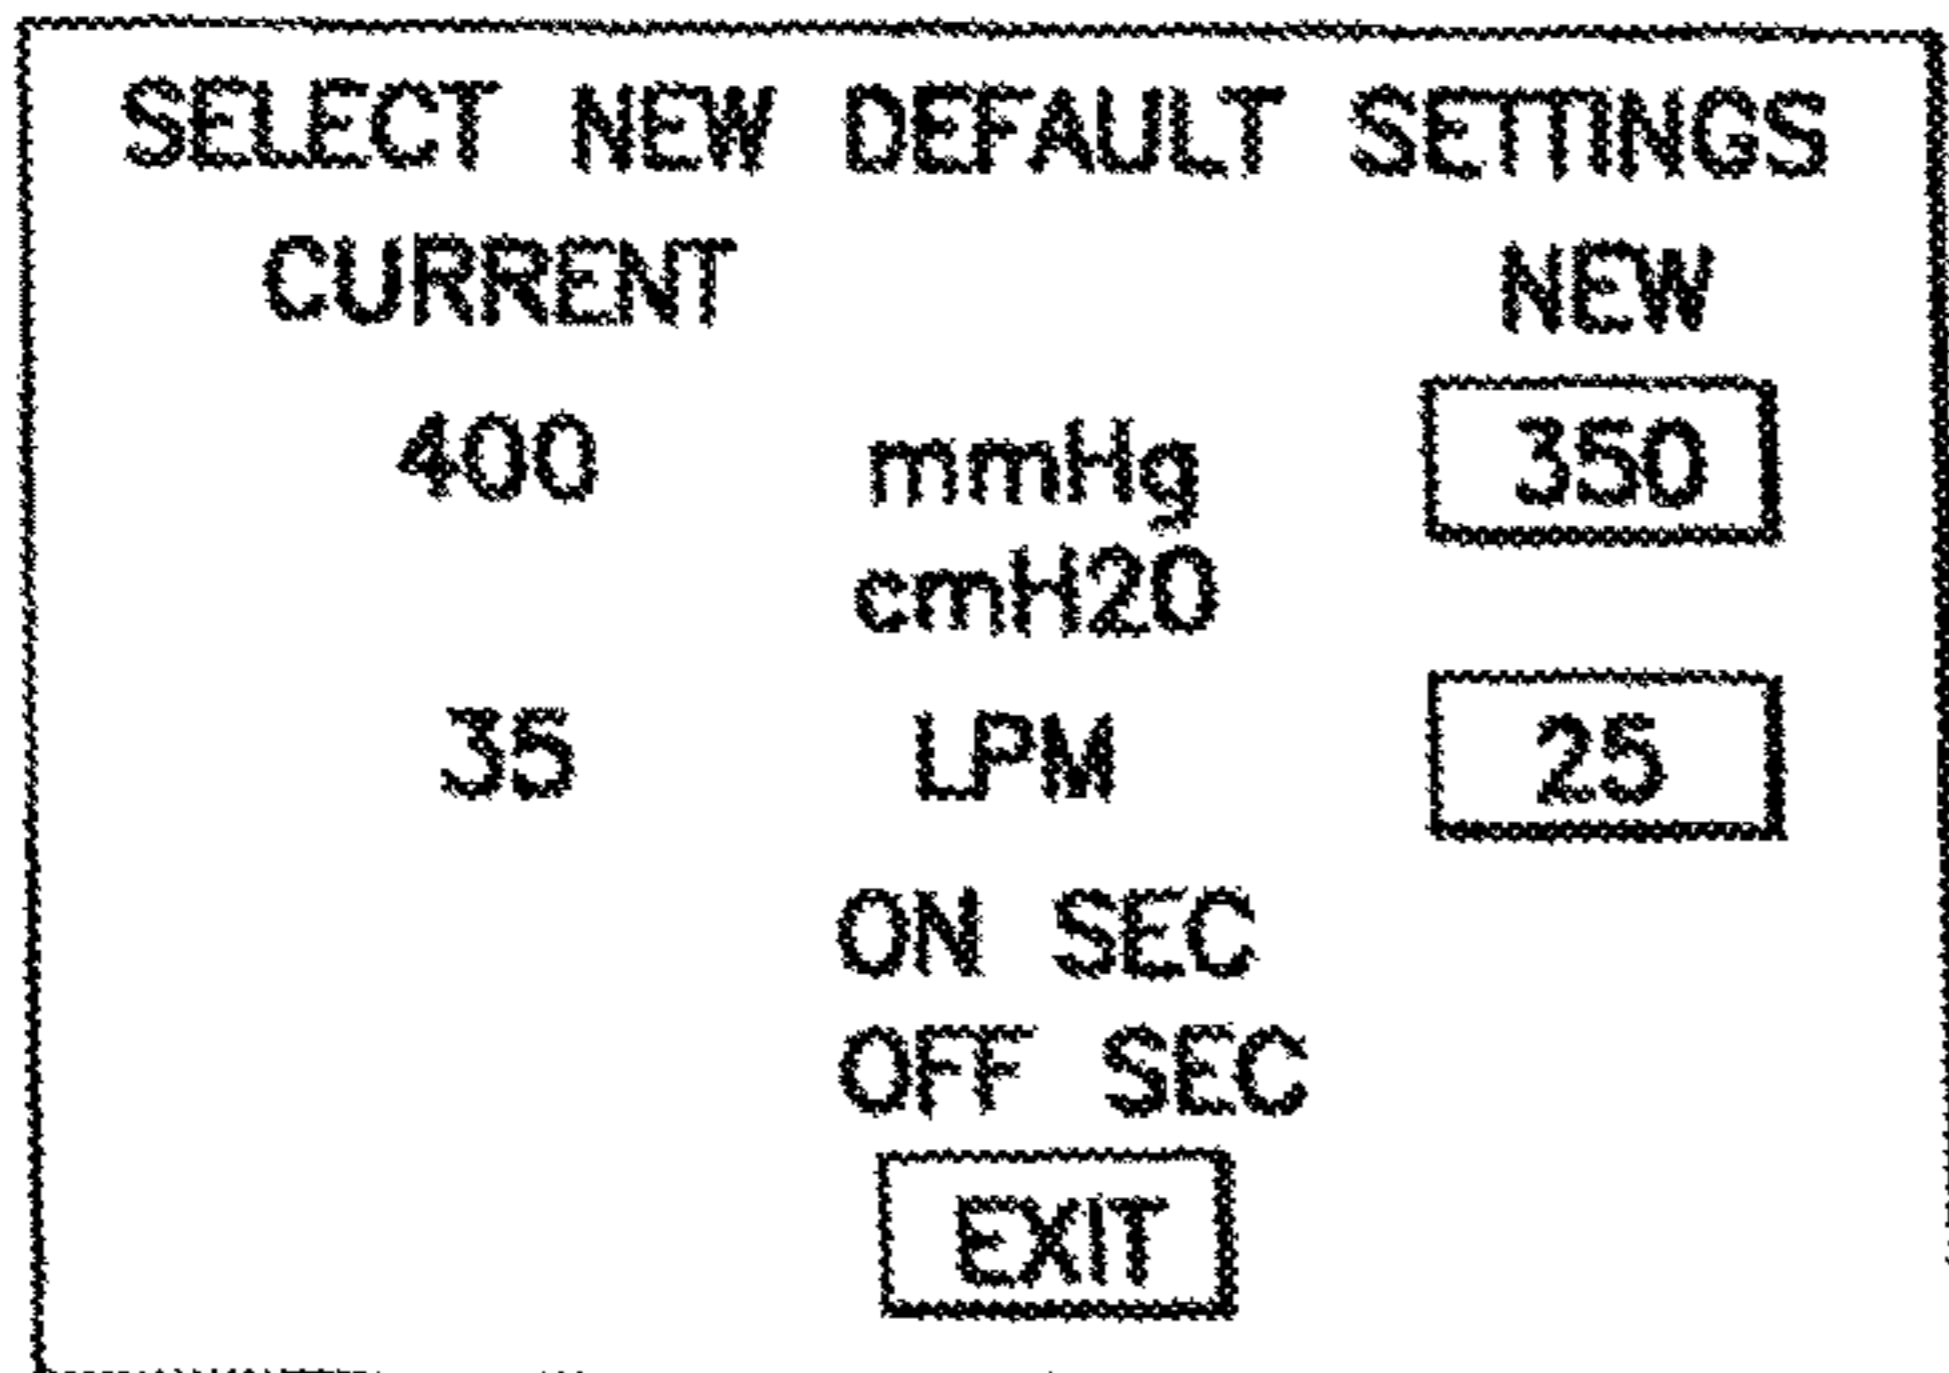 SELECT NEW DEFAULT SETTINGS
CURRENT NEW
400 mmHg 350
cmH20
35 LPM 25
ON SEC
OFF SEC
EXIT